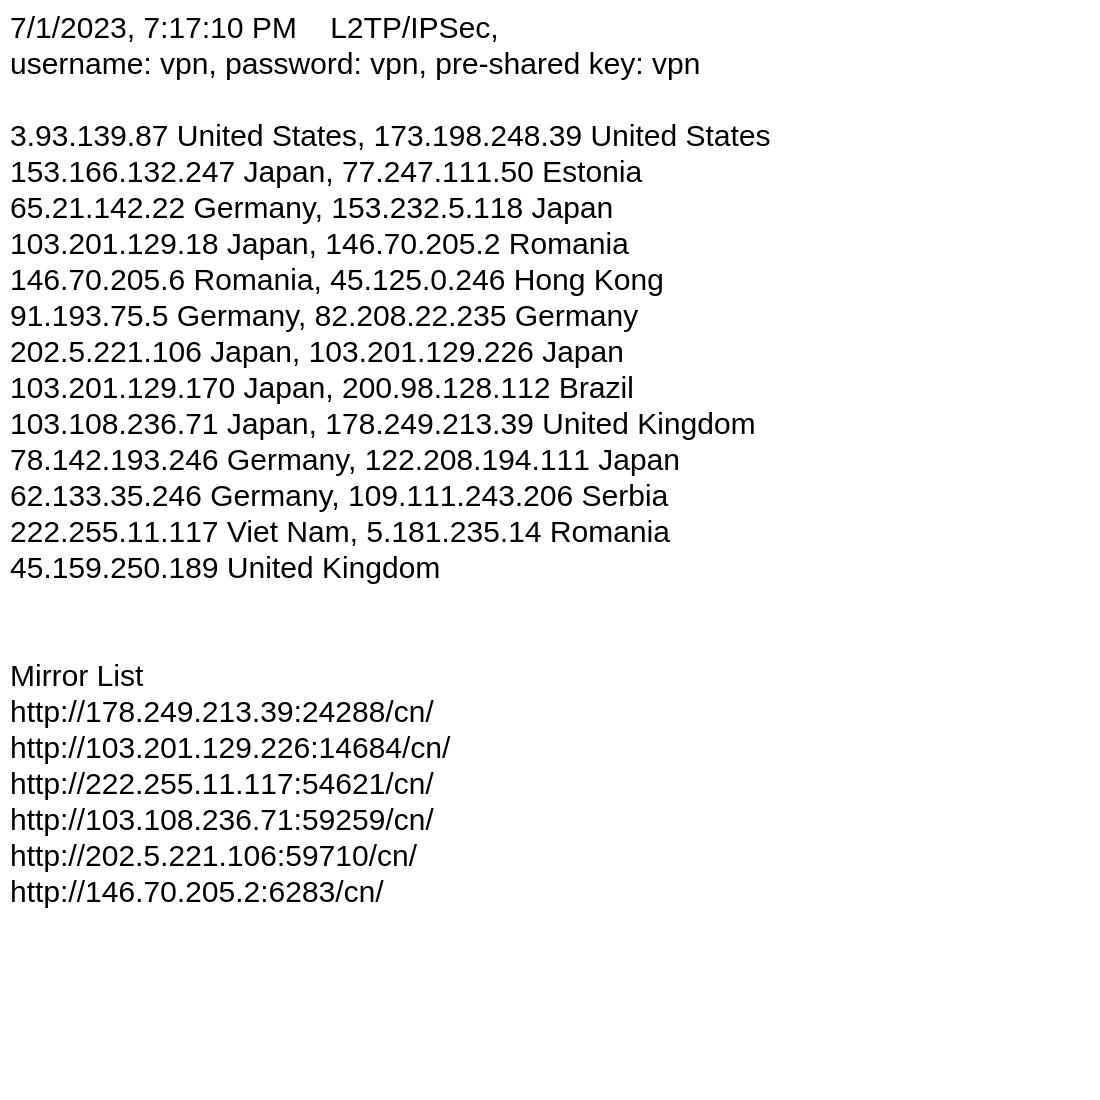 7/1/2023, 7:17:10 PM    L2TP/IPSec,
username: vpn, password: vpn, pre-shared key: vpn
3.93.139.87 United States, 173.198.248.39 United States
153.166.132.247 Japan, 77.247.111.50 Estonia
65.21.142.22 Germany, 153.232.5.118 Japan
103.201.129.18 Japan, 146.70.205.2 Romania
146.70.205.6 Romania, 45.125.0.246 Hong Kong
91.193.75.5 Germany, 82.208.22.235 Germany
202.5.221.106 Japan, 103.201.129.226 Japan
103.201.129.170 Japan, 200.98.128.112 Brazil
103.108.236.71 Japan, 178.249.213.39 United Kingdom
78.142.193.246 Germany, 122.208.194.111 Japan
62.133.35.246 Germany, 109.111.243.206 Serbia
222.255.11.117 Viet Nam, 5.181.235.14 Romania
45.159.250.189 United Kingdom
Mirror List
http://178.249.213.39:24288/cn/
http://103.201.129.226:14684/cn/
http://222.255.11.117:54621/cn/
http://103.108.236.71:59259/cn/
http://202.5.221.106:59710/cn/
http://146.70.205.2:6283/cn/